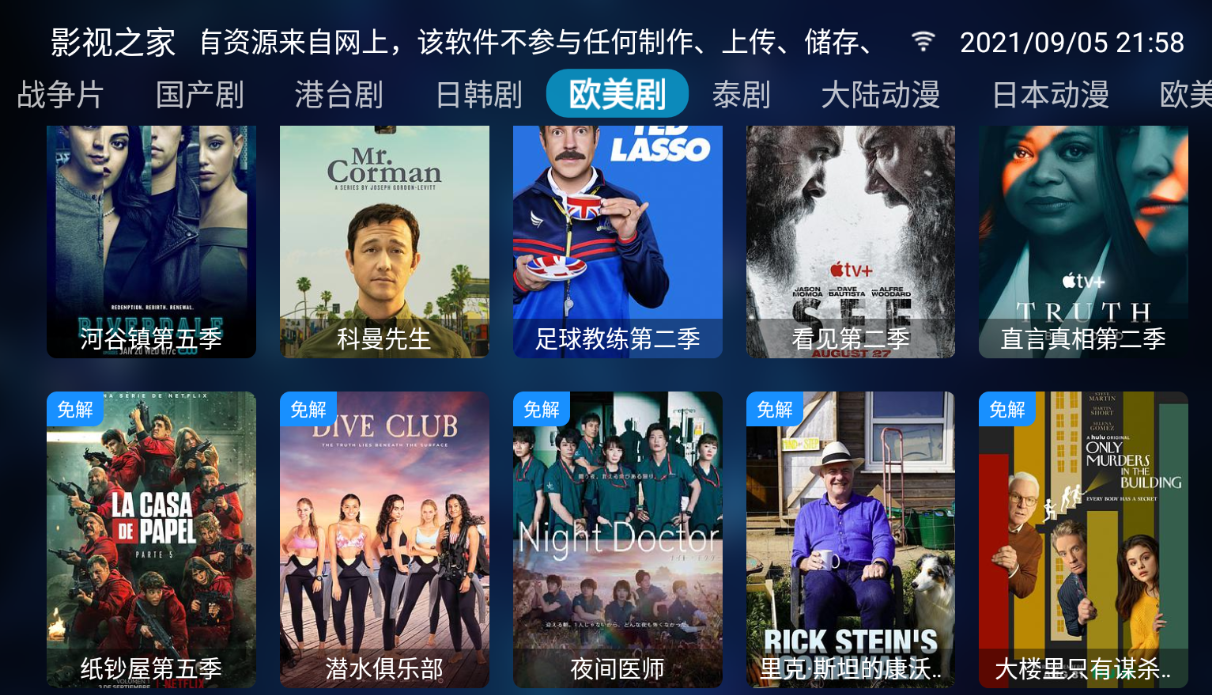 影视之家 有资源来自网上，该软件不参与任何制作、上传、储存、 2021/09/05 21:58
战争片 国产剧 港台剧 日韩剧 欧美剧 泰剧 大陆动漫 日本动漫 欧美
REDEMPTION. REBIRTH. RENEWAL.
RIVERDALE
河谷镇第五季
JAN 20 WED 8/7c CW
Mr.
Corman
A SERIES BY JOSEPH GORDON-LEVITT
科曼先生
TED
LASSO
足球教练第二季
tv+
JASON MOMOA DAVE BAUTISTA AND ALFRE WOODARD
SEE
看见第二季
AUGUST 27
tv+
TRUTH
直言真相第二季
免解
UNA SERIE DE NETFLIX
LA CASA
DE PAPEL
PARTE 5
纸钞屋第五季
3 DE SEPTIEMBRE NETFLIX
免解
DIVE CLUB
THE TRUTH LIES BENEATH THE SURFACE
潜水俱乐部
免解
Night Doctor
夜间医师
免解
RICK STEIN'S
里克·斯坦的康沃..
免解
STEVE
MARTIN
MARTIN
SHORT
SELENA
GOMEZ
A hulu ORIGINAL
ONLY
MURDERS
IN THE
BUILDING
EVERY BODY HAS A SECRET
大楼里只有谋杀..